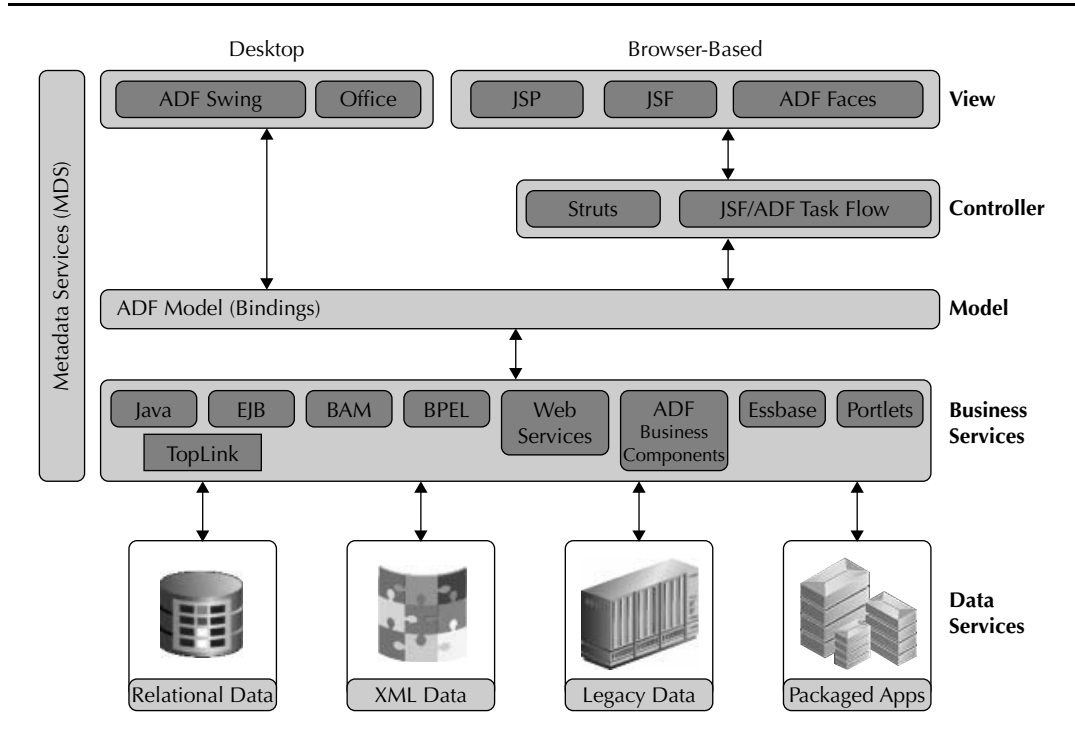 Desktop
Browser-Based
Metadata Services (MDS)
ADF Swing
Office
JSP
JSF
ADF Faces
View
Struts
JSF/ADF Task Flow
Controller
ADF Model (Bindings)
Model
Java
EJB
BAM
BPEL
Web
Services
ADF
Business
Components
Essbase
Portlets
TopLink
Business
Services
Data
Services
Relational Data
XML Data
Legacy Data
Packaged Apps